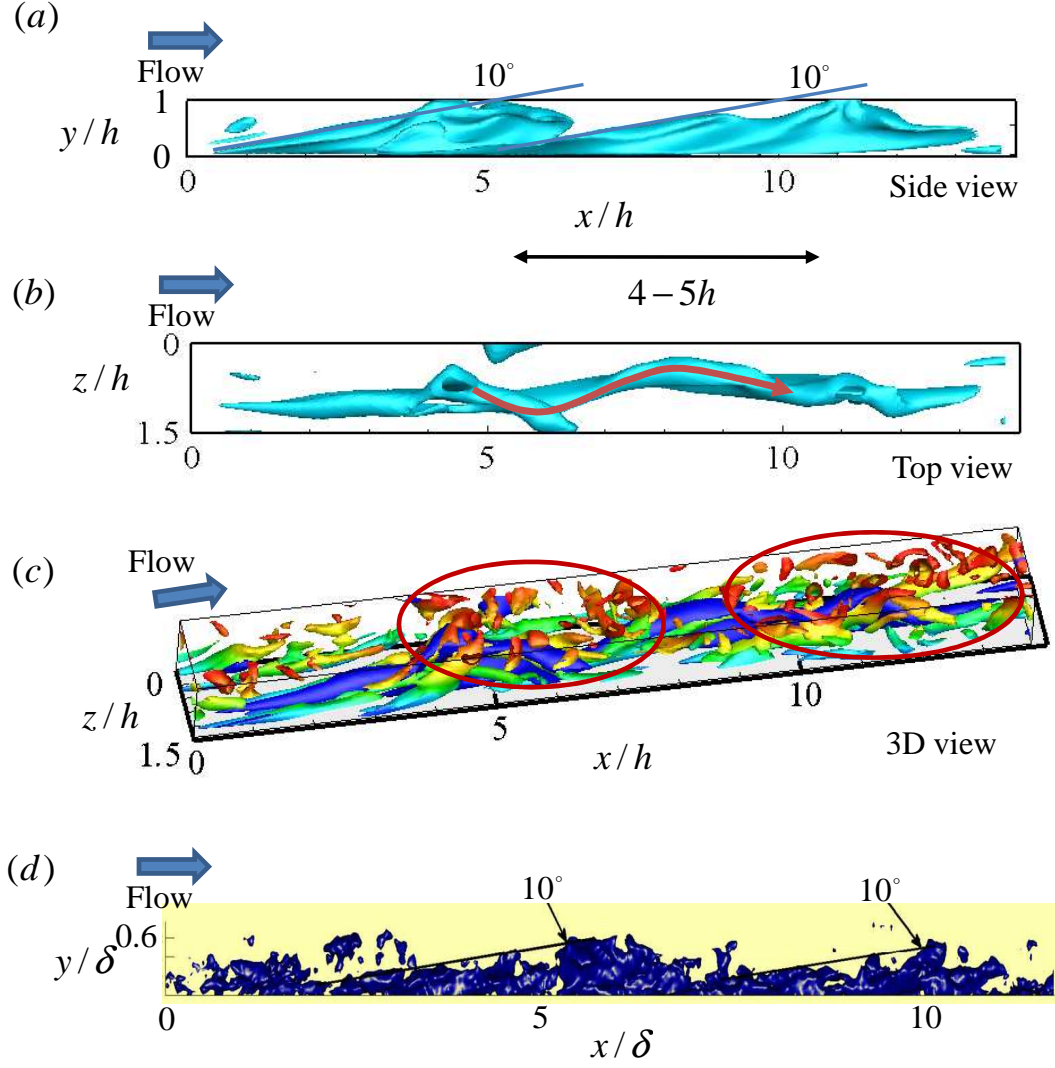 (a)
Flow
10°
10°
1
y/h
0
0
5
10
Side view
x/h
4−5h
(b)
Flow
0
z/h
1.5
0
5
10
Top view
(c)
Flow
0
z/h
1.5
0
5
10
x/h
3D view
(d)
Flow
10°
10°
0.6
y/δ
0
5
10
x/δ